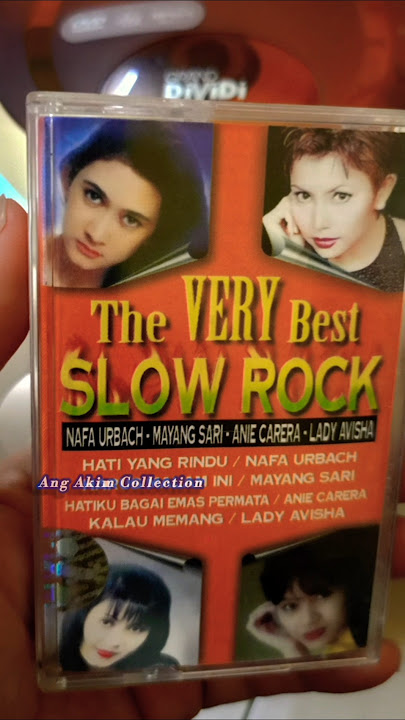 GRAND
DiViDi
The VERY Best
SLOW ROCK
NAFA URBACH - MAYANG SARI - ANIE CARERA - LADY AVISHA
HATI YANG RINDU / NAFA URBACH
INI / MAYANG SARI
Ang Akim Collection
HATIKU BAGAI EMAS PERMATA / ANIE CARERA
KALAU MEMANG / LADY AVISHA